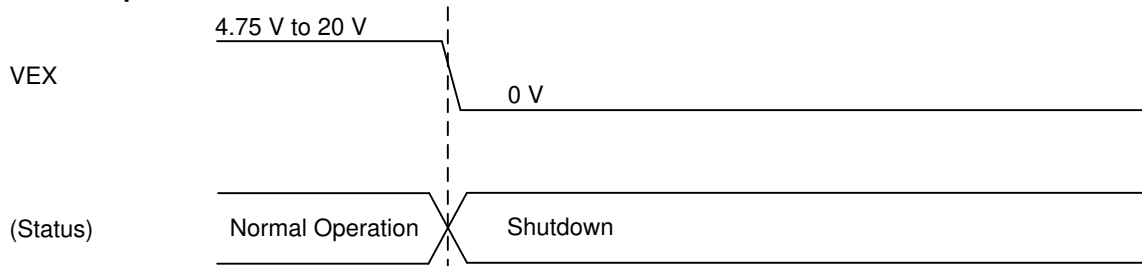 4.75 V to 20 V
VEX
0 V
(Status)
Normal Operation
Shutdown